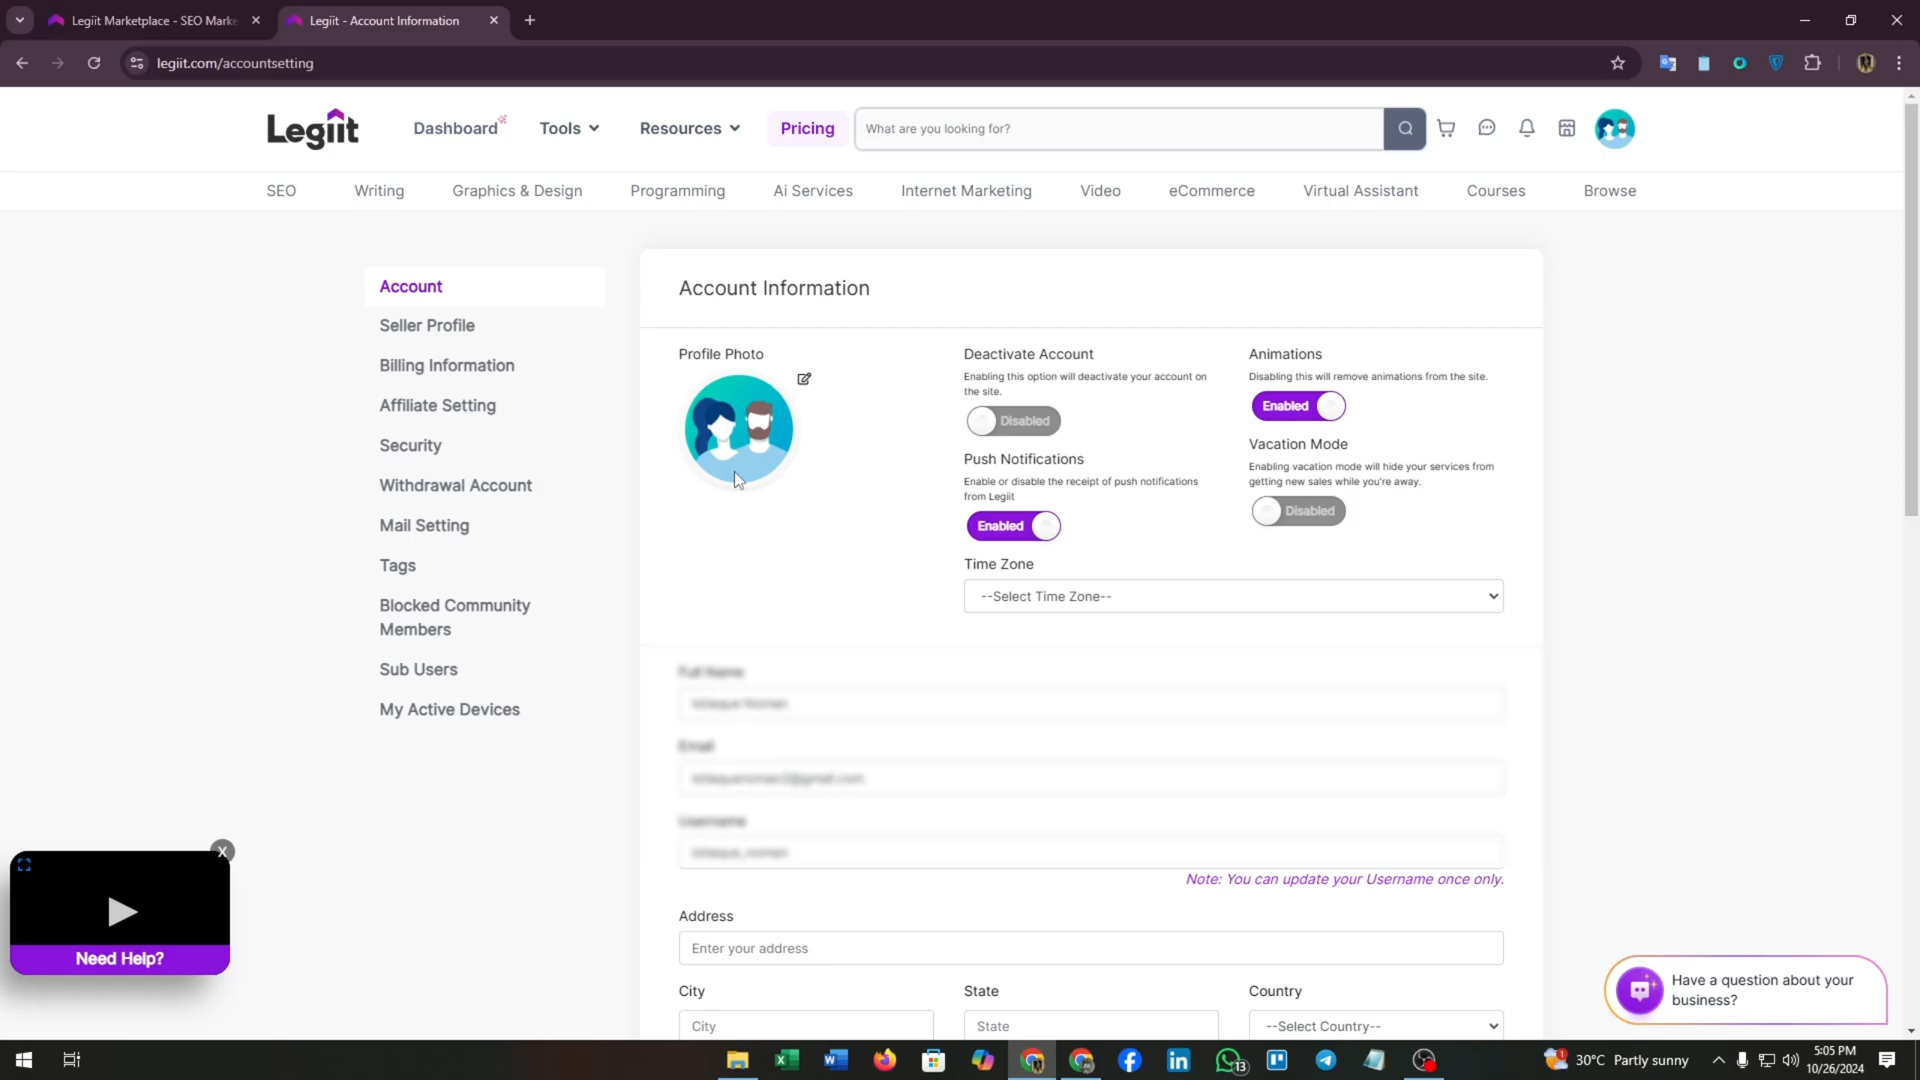 Legiit Marketplace - SEO Marke
Legiit - Account Information
legiit.com/accountsetting
Legiit
Dashboard
Tools
Resources
Pricing
What are you looking for?
SEO
Writing
Graphics & Design
Programming
Ai Services
Internet Marketing
Video
eCommerce
Virtual Assistant
Courses
Browse
Account
Seller Profile
Billing Information
Affiliate Setting
Security
Withdrawal Account
Mail Setting
Tags
Blocked Community
Members
Sub Users
My Active Devices
Account Information
Profile Photo
Deactivate Account
Enabling this option will deactivate your account on
the site.
Disabled
Push Notifications
Enable or disable the receipt of push notifications
from Legiit
Enabled
Animations
Disabling this will remove animations from the site.
Enabled
Vacation Mode
Enabling vacation mode will hide your services from
getting new sales while you're away.
Disabled
Time Zone
--Select Time Zone--
Full Name
Email
Username
Note: You can update your Username once only.
Address
Enter your address
City
State
Country
City
State
--Select Country--
X
Need Help?
Have a question about your
business?
13
1
30°C Partly sunny
5:05 PM
10/26/2024